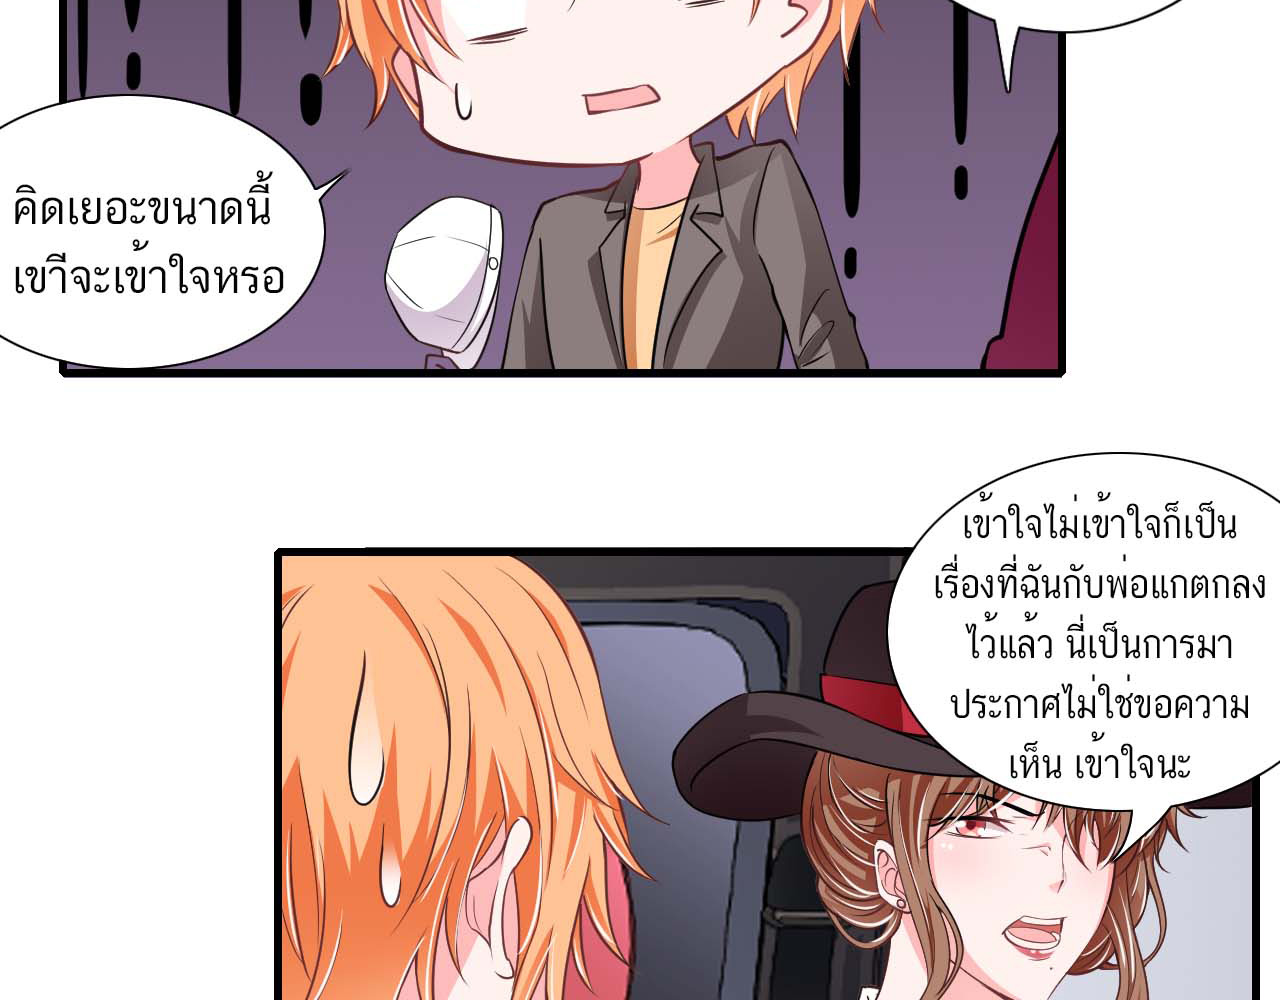 คิดเยอะขนาดนี้
เขาีจะเข้าใจหรอ
เข้าใจไม่เข้าใจก็เป็น
เรื่องที่ฉันกับพ่อแกตกลง
ไว้แล้ว นี่เป็นการมา
ประกาศไม่ใช่ขอความ
เห็น เข้าใจนะ